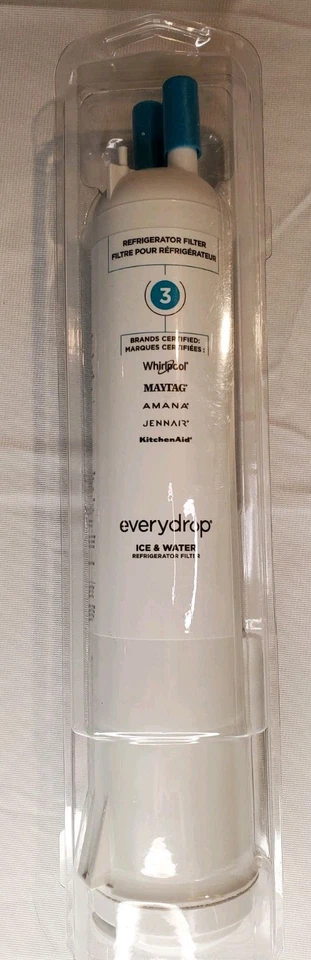 REFRIGERATOR FILTER
FILTRE POUR RÉFRIGÉRATEUR
3
BRANDS CERTIFIED:
MARQUES CERTIFIÉES :
Whirlpool®
MAYTAG®
AMANA®
JENNAIR®
KitchenAid®
everydrop®
ICE & WATER
REFRIGERATOR FILTER